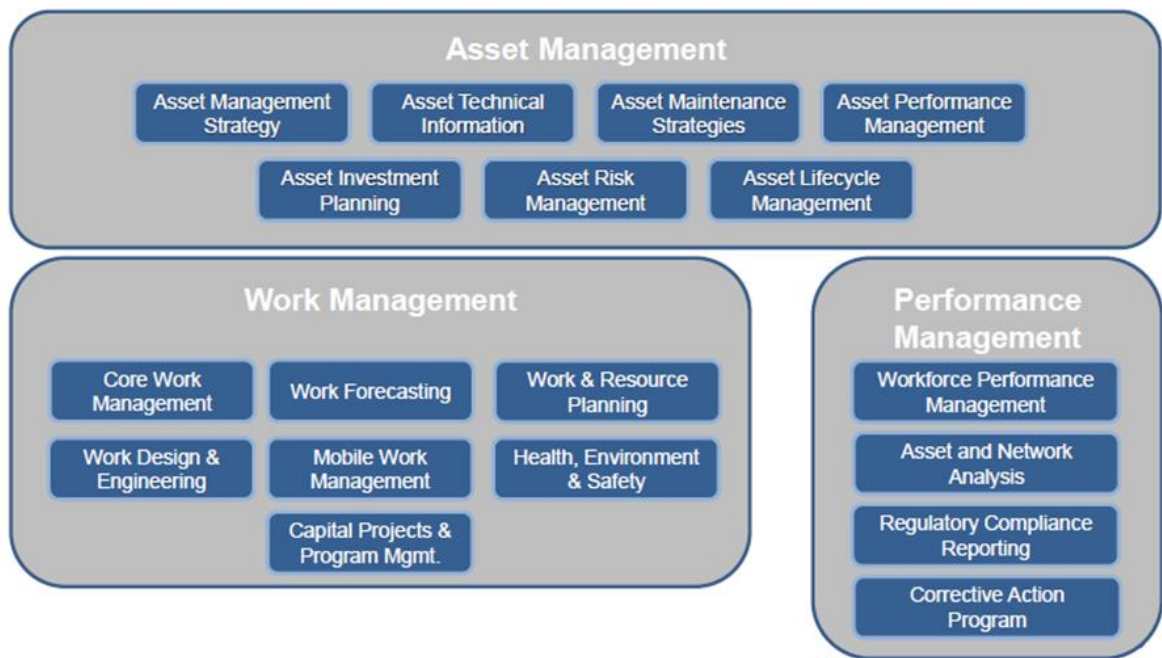 Asset Management
Asset Management
Strategy
Asset Technical
Information
Asset Maintenance
Strategies
Asset Performance
Management
Asset Investment
Planning
Asset Risk
Management
Asset Lifecycle
Management
Work Management
Core Work
Management
Work Forecasting
Work & Resource
Planning
Work Design &
Engineering
Mobile Work
Management
Health, Environment
& Safety
Capital Projects &
Program Mgmt.
Performance
Management
Workforce Performance
Management
Asset and Network
Analysis
Regulatory Compliance
Reporting
Corrective Action
Program